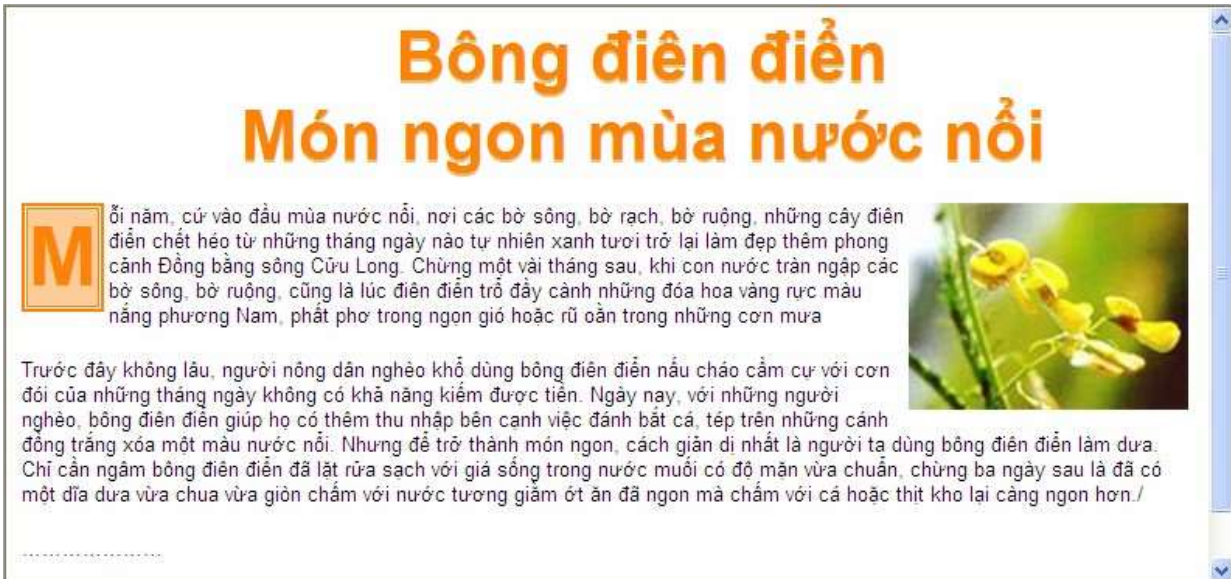 Bông điên điển
Món ngon mùa nước nổi
Mỗi năm, cứ vào đầu mùa nước nổi, nơi các bờ sông, bờ rạch, bờ ruộng, những cây điên
điển chết héo từ những tháng ngày nào tự nhiên xanh tươi trở lại làm đẹp thêm phong
cảnh Đồng bằng sông Cửu Long. Chừng một vài tháng sau, khi con nước tràn ngập các
bờ sông, bờ ruộng, cũng là lúc điên điển trổ đầy cành những đóa hoa vàng rực màu
nắng phương Nam, phất phơ trong ngọn gió hoặc rũ oằn trong những cơn mưa
Trước đây không lâu, người nông dân nghèo khổ dùng bông điên điển nấu cháo cầm cự với cơn
đói của những tháng ngày không có khả năng kiếm được tiền. Ngày nay, với những người
nghèo, bông điên điển giúp họ có thêm thu nhập bên cạnh việc đánh bắt cá, tép trên những cánh
đồng trắng xóa một màu nước nổi. Nhưng để trở thành món ngon, cách giản dị nhất là người ta dùng bông điên điển làm dưa.
Chỉ cần ngâm bông điên điển đã lặt rửa sạch với giá sống trong nước muối có độ mặn vừa chuẩn, chừng ba ngày sau là đã có
một dĩa dưa vừa chua vừa giòn chấm với nước tương giằm ớt ăn đã ngon mà chấm với cá hoặc thịt kho lại càng ngon hơn./
…………………